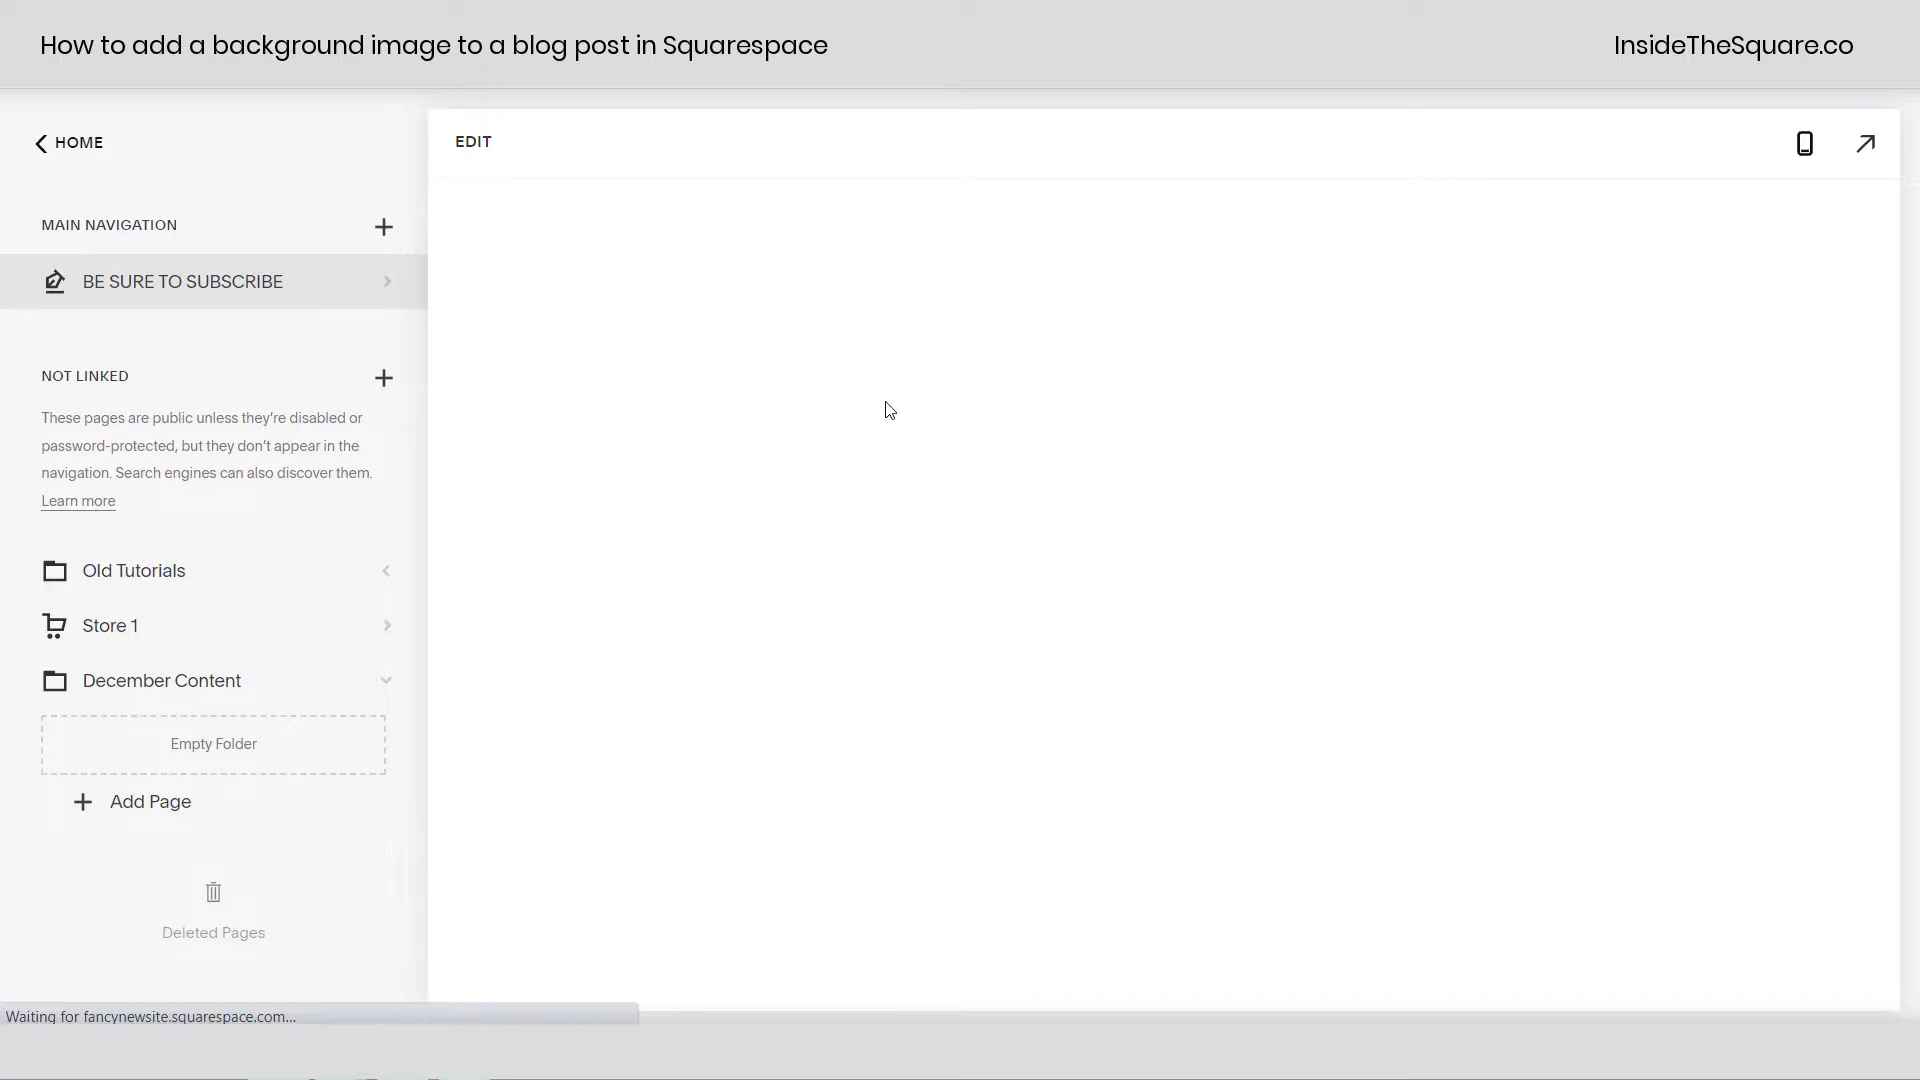 How to add a background image to a blog post in Squarespace
InsideTheSquare.co
HOME
EDIT
MAIN NAVIGATION
BE SURE TO SUBSCRIBE
NOT LINKED
These pages are public unless they’re disabled or
password-protected, but they don’t appear in the
navigation. Search engines can also discover them.
Learn more
Old Tutorials
Store 1
December Content
Empty Folder
Add Page
Deleted Pages
Waiting for fancynewsite.squarespace.com...